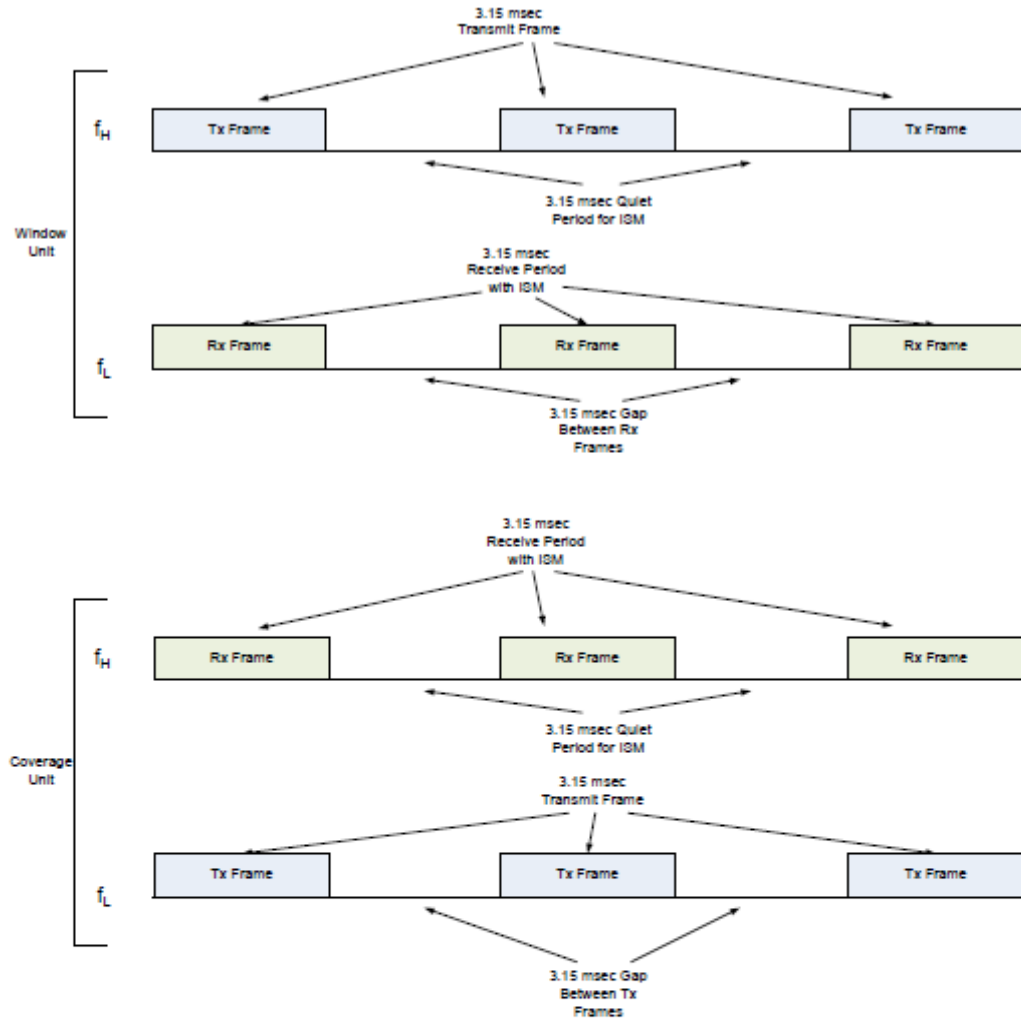 3.15 msec
Transmit Frame
f_H
Tx Frame
Tx Frame
Tx Frame
3.15 msec Quiet
Period for ISM
Window
Unit
3.15 msec
Receive Period
with ISM
Rx Frame
Rx Frame
Rx Frame
f_L
3.15 msec Gap
Between Rx
Frames
3.15 msec
Receive Period
with ISM
f_H
Rx Frame
Rx Frame
Rx Frame
3.15 msec Quiet
Period for ISM
Coverage
Unit
3.15 msec
Transmit Frame
f_L
Tx Frame
Tx Frame
Tx Frame
3.15 msec Gap
Between Tx
Frames